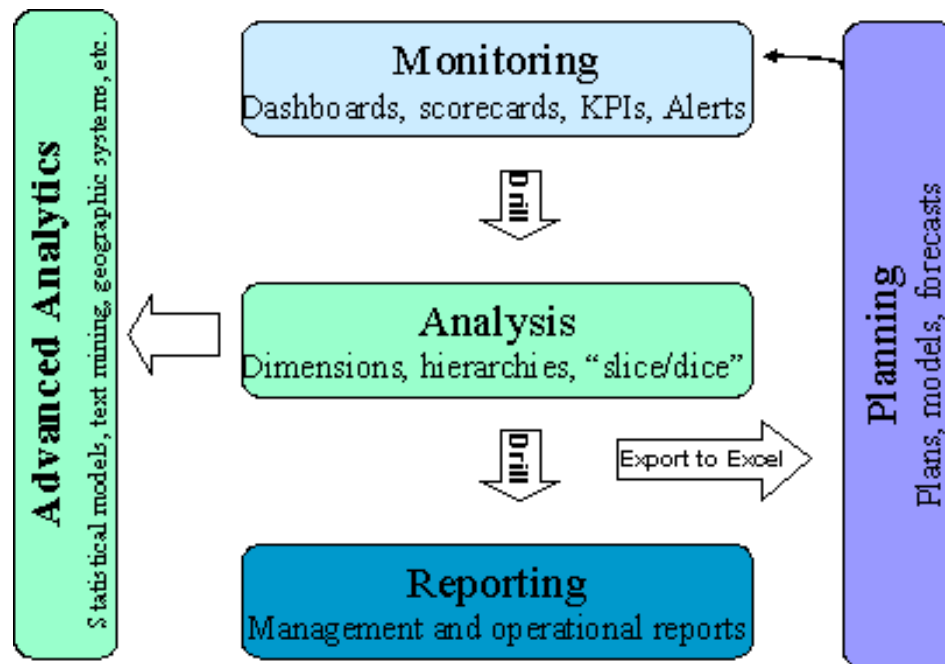 Advanced Analytics
Statistical models, text mining, geographic systems, etc.
Monitoring
Dashboards, scorecards, KPIs, Alerts
Drill
Analysis
Dimensions, hierarchies, “slice/dice”
Drill
Export to Excel
Reporting
Management and operational reports
Planning
Plans, models, forecasts